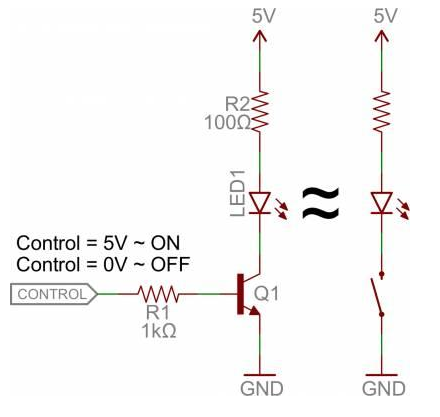 5V
5V
R2
100Ω
LED1
≈
Control = 5V ~ ON
Control = 0V ~ OFF
CONTROL
R1
1kΩ
Q1
GND
GND